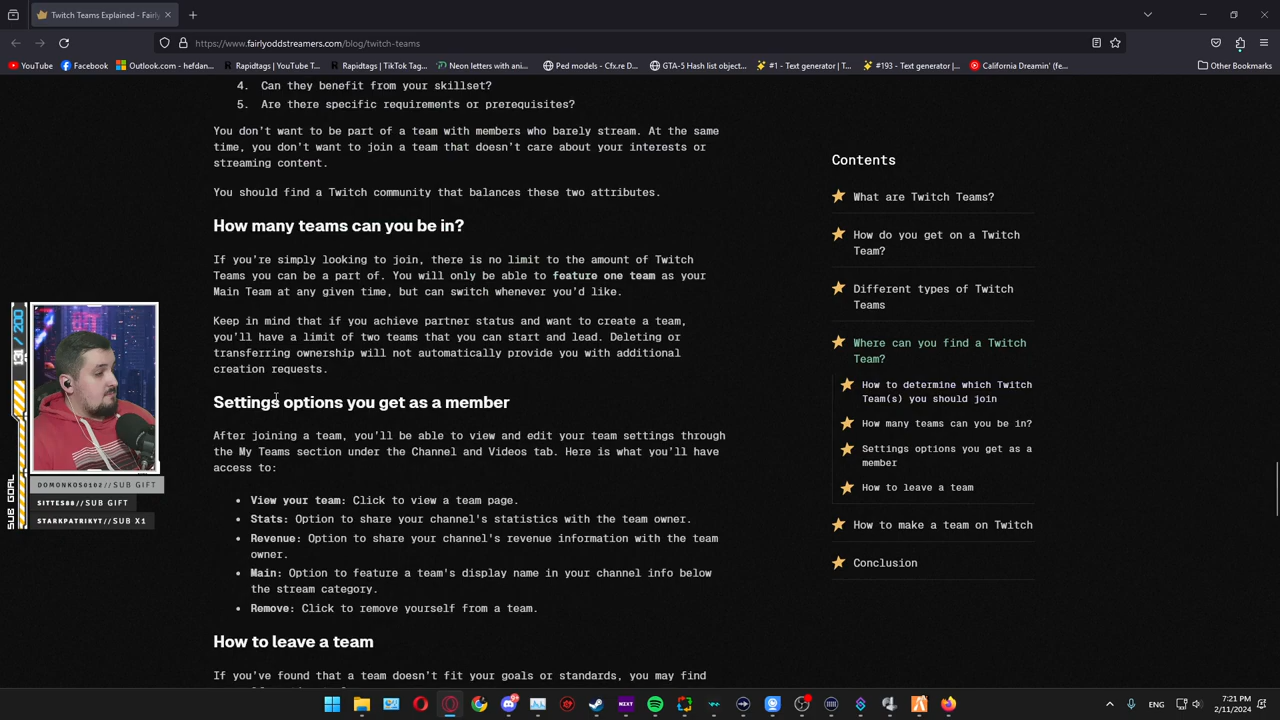 Twitch Teams Explained - Fairly
https://www.fairlyoddstreamers.com/blog/twitch-teams
YouTube
Facebook
Outlook.com - hefdan...
Rapidtags | YouTube T...
Rapidtags | TikTok Tag...
Neon letters with ani...
Ped models - Cfx.re D...
GTA-5 Hash list object...
#1 - Text generator | T...
#193 - Text generator |...
California Dreamin' (fe...
Other Bookmarks
4. Can they benefit from your skillset?
5. Are there specific requirements or prerequisites?
You don't want to be part of a team with members who barely stream. At the same
time, you don't want to join a team that doesn't care about your interests or
streaming content.
You should find a Twitch community that balances these two attributes.
How many teams can you be in?
If you're simply looking to join, there is no limit to the amount of Twitch
Teams you can be a part of. You will only be able to feature one team as your
Main Team at any given time, but can switch whenever you'd like.
Keep in mind that if you achieve partner status and want to create a team,
you'll have a limit of two teams that you can start and lead. Deleting or
transferring ownership will not automatically provide you with additional
creation requests.
Settings options you get as a member
After joining a team, you'll be able to view and edit your team settings through
the My Teams section under the Channel and Videos tab. Here is what you'll have
access to:
• View your team: Click to view a team page.
• Stats: Option to share your channel's statistics with the team owner.
• Revenue: Option to share your channel's revenue information with the team
owner.
• Main: Option to feature a team's display name in your channel info below
the stream category.
• Remove: Click to remove yourself from a team.
How to leave a team
If you've found that a team doesn't fit your goals or standards, you may find
Contents
What are Twitch Teams?
How do you get on a Twitch
Team?
Different types of Twitch
Teams
Where can you find a Twitch
Team?
How to determine which Twitch
Team(s) you should join
How many teams can you be in?
Settings options you get as a
member
How to leave a team
How to make a team on Twitch
Conclusion
/ 200
SUB GOAL
DOMONKOS0102// SUB GIFT
SITTES88// SUB GIFT
STARKPATRIKYT// SUB X1
NEXT
ENG
7:21 PM
2/11/2024